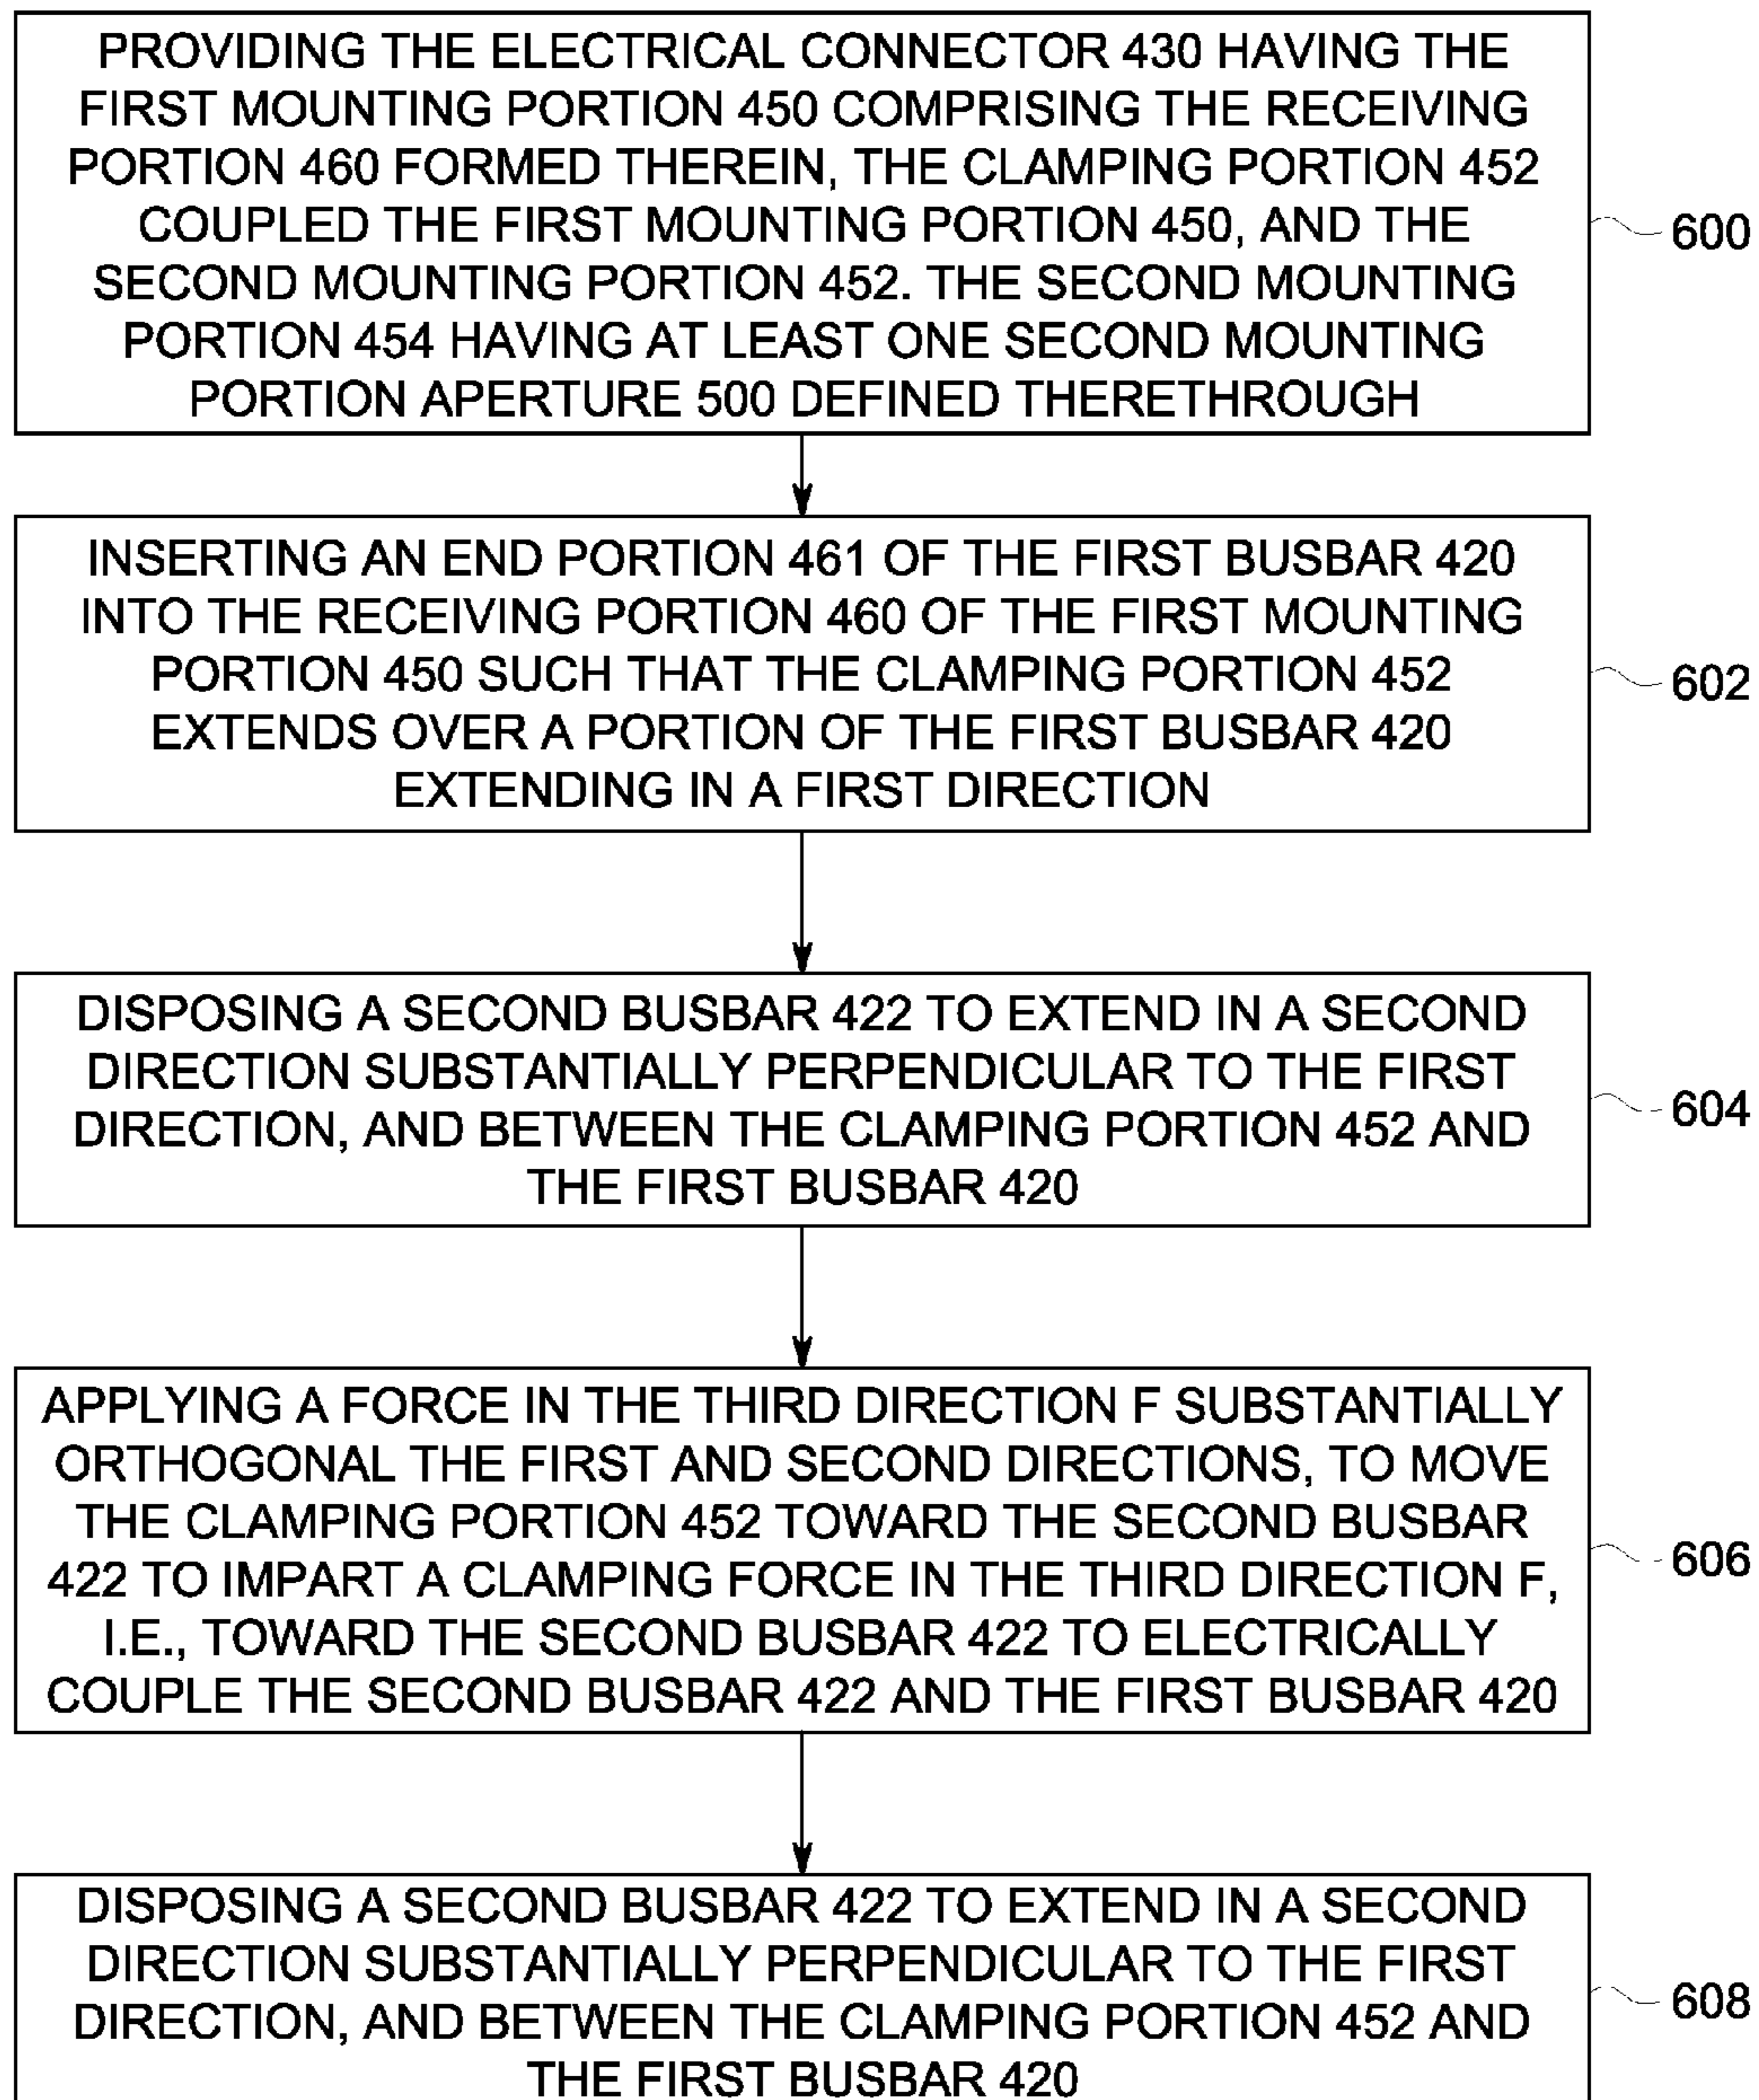 PROVIDING THE ELECTRICAL CONNECTOR 430 HAVING THE
FIRST MOUNTING PORTION 450 COMPRISING THE RECEIVING
PORTION 460 FORMED THEREIN, THE CLAMPING PORTION 452
COUPLED THE FIRST MOUNTING PORTION 450, AND THE
SECOND MOUNTING PORTION 452. THE SECOND MOUNTING
PORTION 454 HAVING AT LEAST ONE SECOND MOUNTING
PORTION APERTURE 500 DEFINED THERETHROUGH
600
INSERTING AN END PORTION 461 OF THE FIRST BUSBAR 420
INTO THE RECEIVING PORTION 460 OF THE FIRST MOUNTING
PORTION 450 SUCH THAT THE CLAMPING PORTION 452
EXTENDS OVER A PORTION OF THE FIRST BUSBAR 420
EXTENDING IN A FIRST DIRECTION
602
DISPOSING A SECOND BUSBAR 422 TO EXTEND IN A SECOND
DIRECTION SUBSTANTIALLY PERPENDICULAR TO THE FIRST
DIRECTION, AND BETWEEN THE CLAMPING PORTION 452 AND
THE FIRST BUSBAR 420
604
APPLYING A FORCE IN THE THIRD DIRECTION F SUBSTANTIALLY
ORTHOGONAL THE FIRST AND SECOND DIRECTIONS, TO MOVE
THE CLAMPING PORTION 452 TOWARD THE SECOND BUSBAR
422 TO IMPART A CLAMPING FORCE IN THE THIRD DIRECTION F,
I.E., TOWARD THE SECOND BUSBAR 422 TO ELECTRICALLY
COUPLE THE SECOND BUSBAR 422 AND THE FIRST BUSBAR 420
606
DISPOSING A SECOND BUSBAR 422 TO EXTEND IN A SECOND
DIRECTION SUBSTANTIALLY PERPENDICULAR TO THE FIRST
DIRECTION, AND BETWEEN THE CLAMPING PORTION 452 AND
THE FIRST BUSBAR 420
608